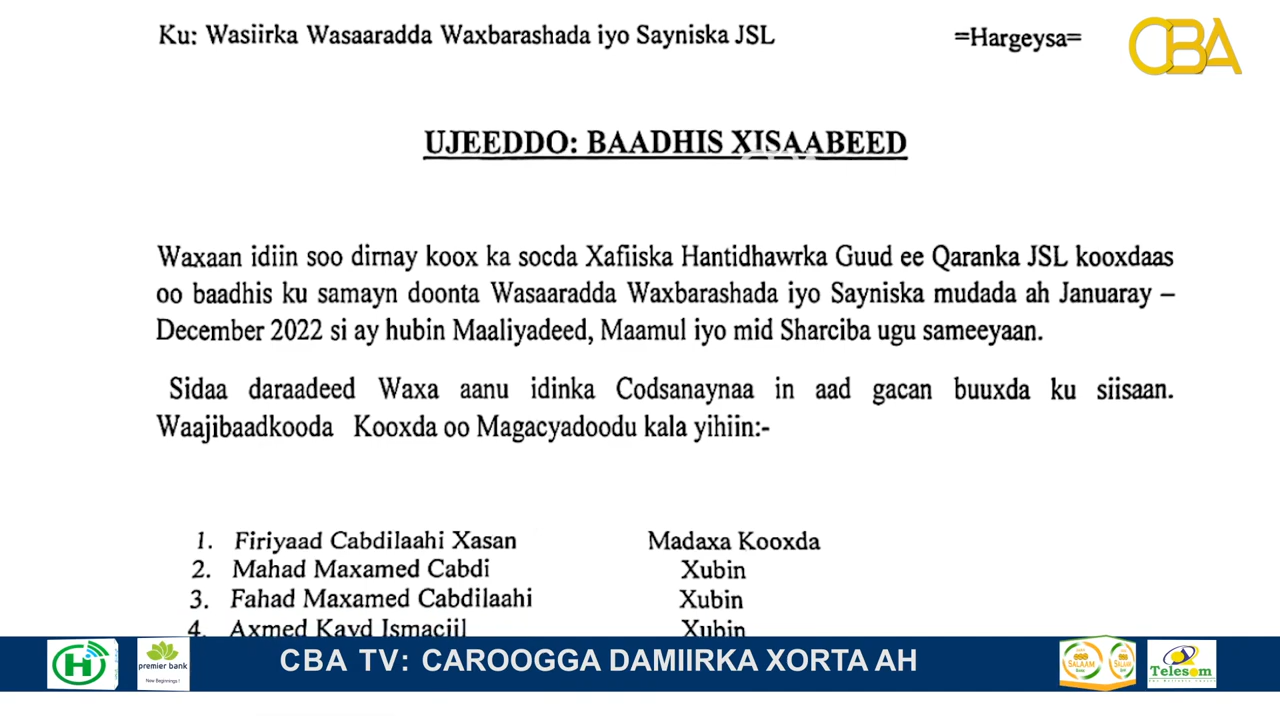 Ku: Wasiirka Wasaaradda Waxbarashada iyo Sayniska JSL =Hargeysa=
CBA
UJEEDDO: BAADHIS XISAABEED
Waxaan idiin soo dirnay koox ka socda Xafiiska Hantidhawrka Guud ee Qaranka JSL kooxdaas
oo baadhis ku samayn doonta Wasaaradda Waxbarashada iyo Sayniska mudada ah Januaray –
December 2022 si ay hubin Maaliyadeed, Maamul iyo mid Sharciba ugu sameeyaan.
Sidaa daraadeed Waxa aanu idinka Codsanaynaa in aad gacan buuxda ku siisaan.
Waajibaadkooda Kooxda oo Magacyadoodu kala yihiin:-
1. Firiyaad Cabdilaahi Xasan Madaxa Kooxda
2. Mahad Maxamed Cabdi Xubin
3. Fahad Maxamed Cabdilaahi Xubin
4. Axmed Kayd Ismaciil Xubin
H premier bank CBA TV: CAROOGGA DAMIIRKA XORTA AH SALAAM SALAAM Telesom
New Beginnings !